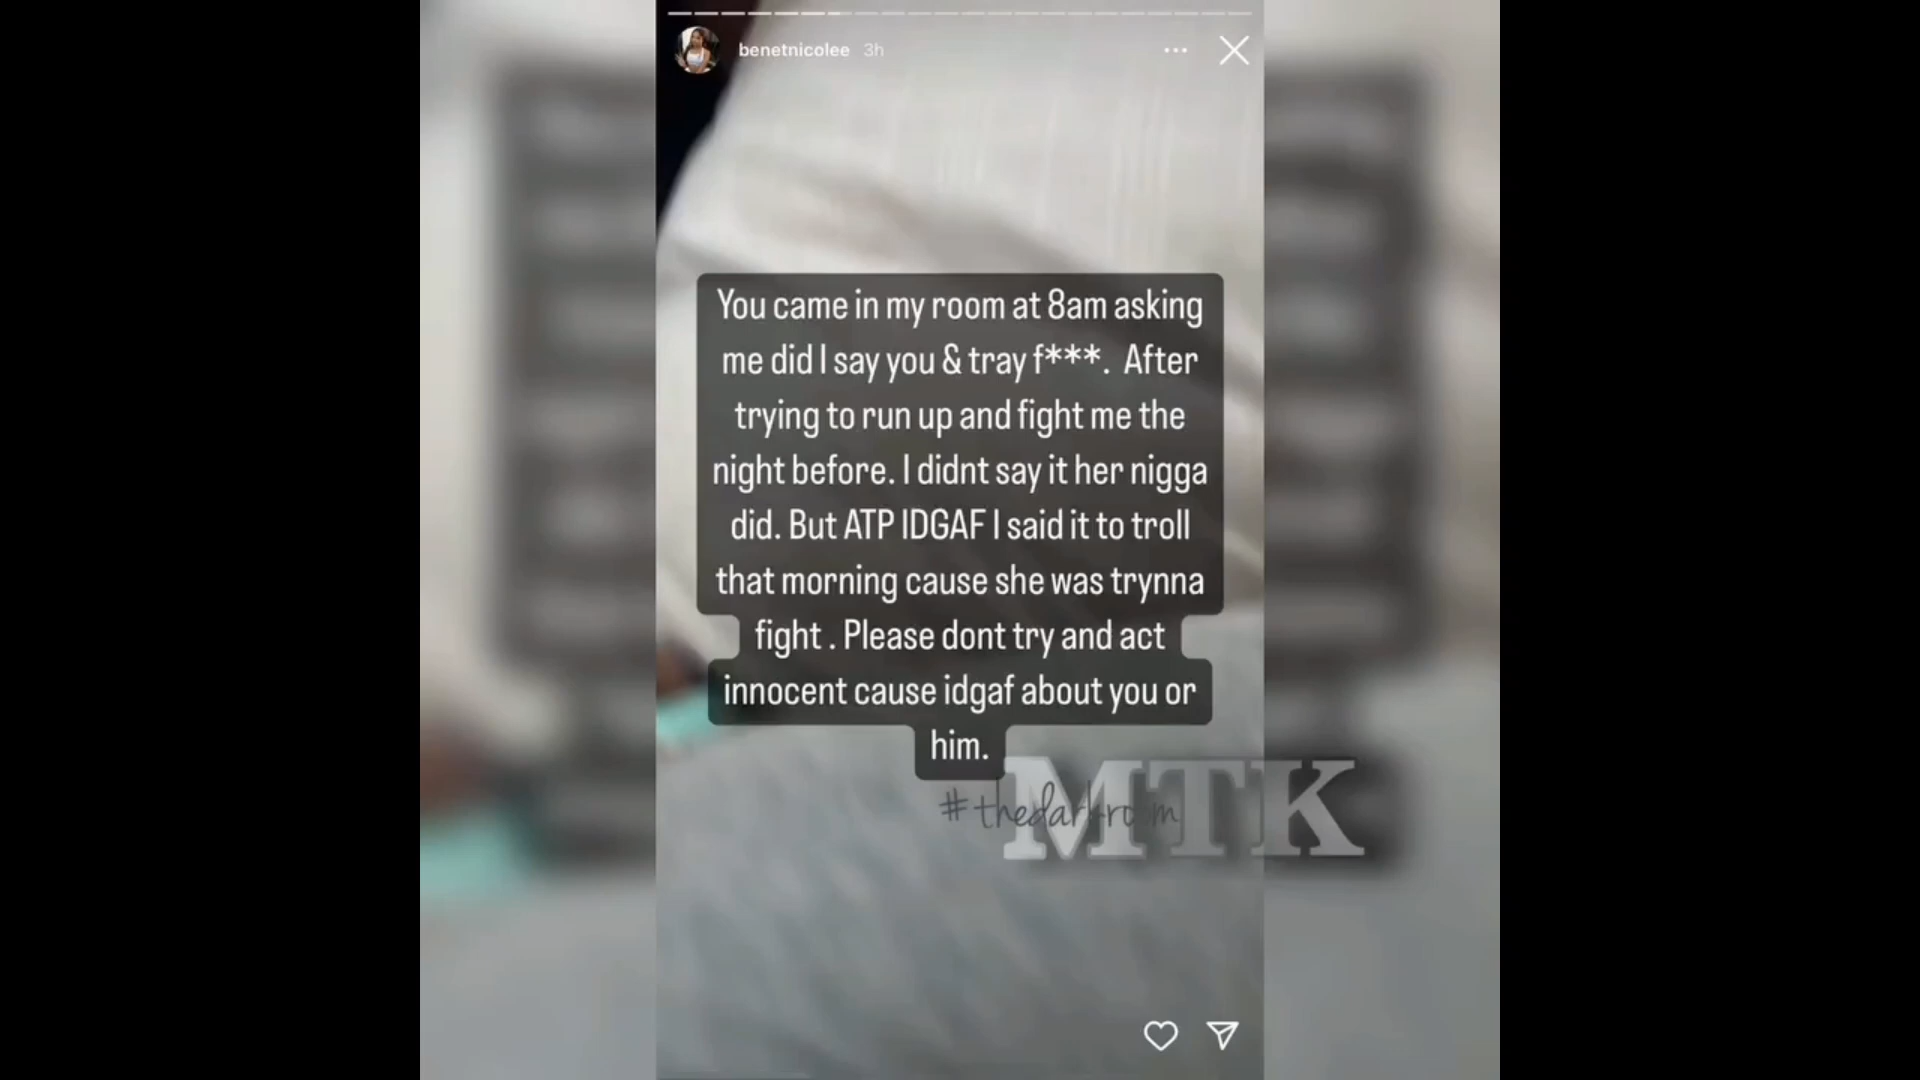 benetnicolee 3h
You came in my room at 8am asking
me did I say you & tray f***. After
trying to run up and fight me the
night before. I didnt say it her nigga
did. But ATP IDGAF I said it to troll
that morning cause she was trynna
fight . Please dont try and act
innocent cause idgaf about you or
him.
#thedarkroom
MTK